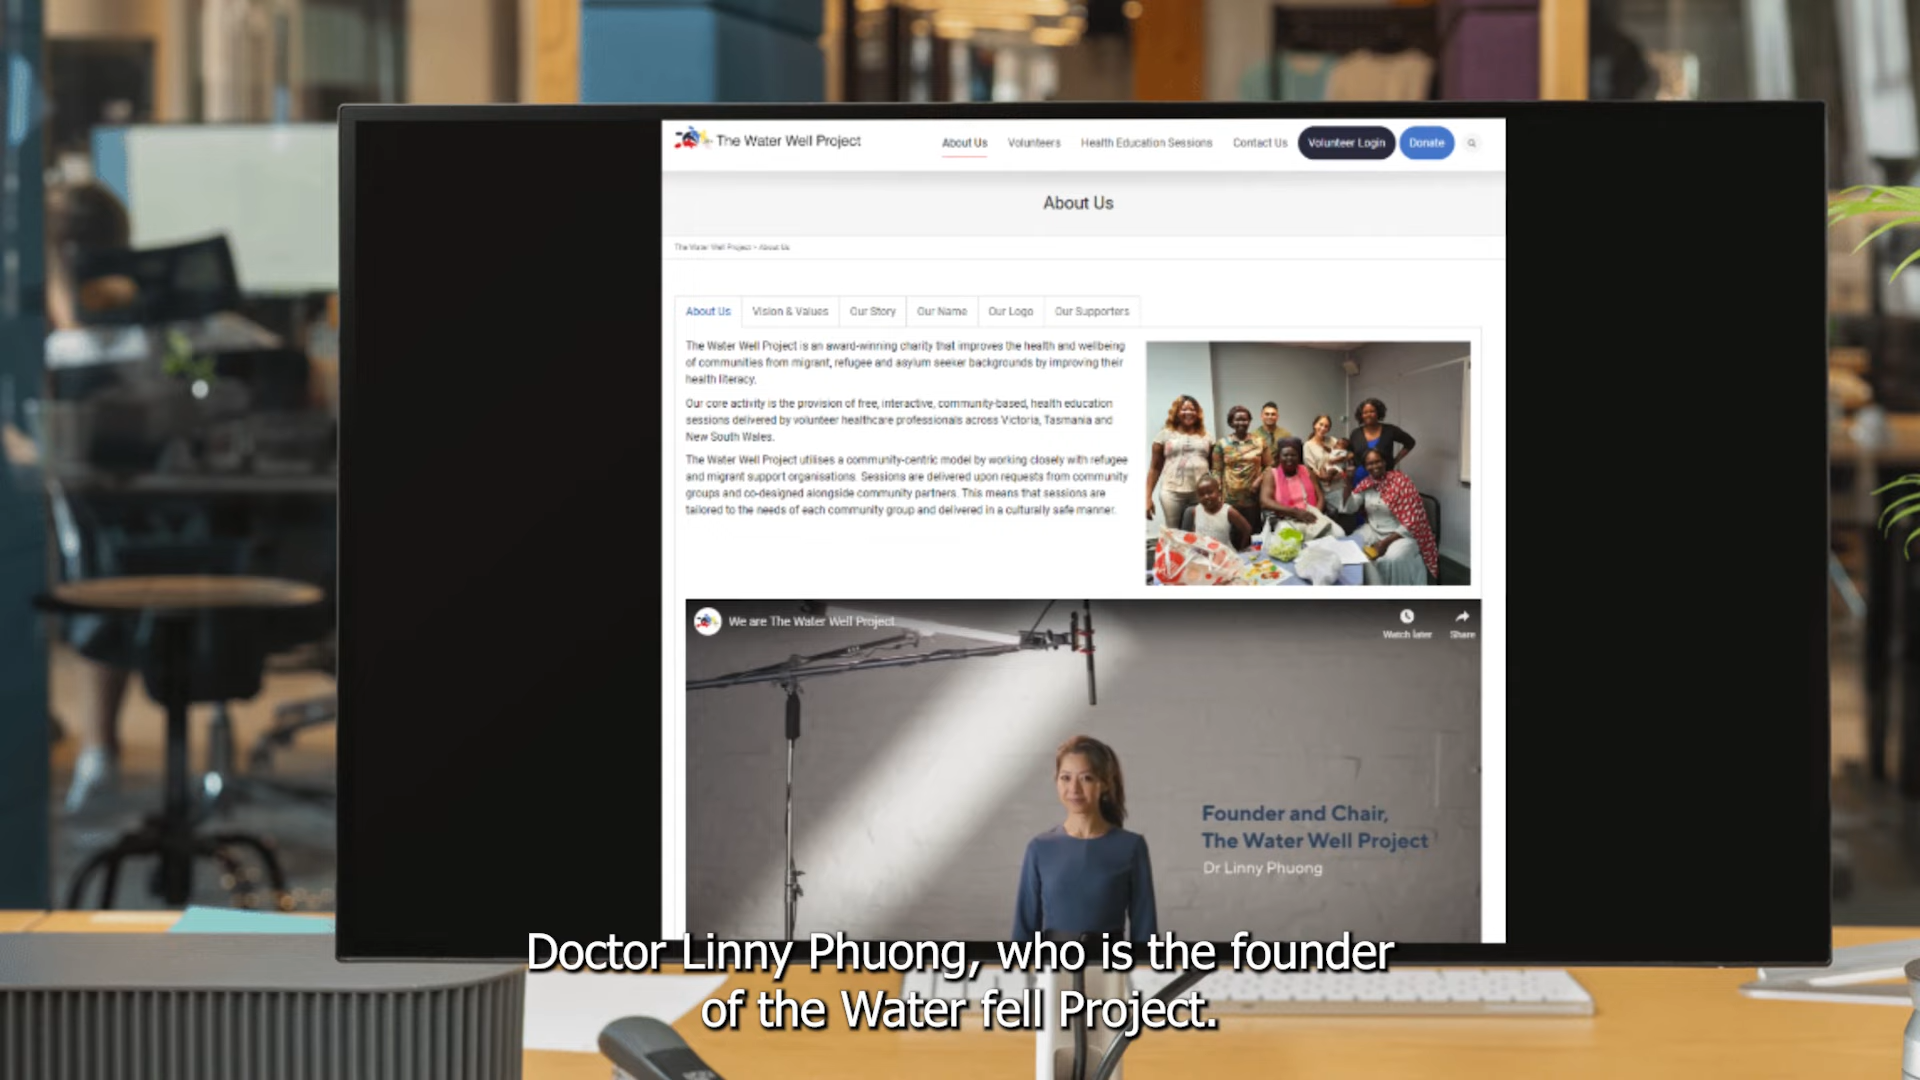 The Water Well Project
About Us
Volunteers
Health Education Sessions
Contact Us
Volunteer Login
Donate
About Us
The Water Well Project > About Us
About Us
Vision & Values
Our Story
Our Name
Our Logo
Our Supporters
The Water Well Project is an award-winning charity that improves the health and wellbeing
of communities from migrant, refugee and asylum seeker backgrounds by improving their
health literacy.
Our core activity is the provision of free, interactive, community-based, health education
sessions delivered by volunteer healthcare professionals across Victoria, Tasmania and
New South Wales.
The Water Well Project utilises a community-centric model by working closely with refugee
and migrant support organisations. Sessions are delivered upon requests from community
groups and co-designed alongside community partners. This means that sessions are
tailored to the needs of each community group and delivered in a culturally safe manner.
We are The Water Well Project
Watch later
Share
Founder and Chair,
The Water Well Project
Dr Linny Phuong
Doctor Linny Phuong, who is the founder
of the Water fell Project.